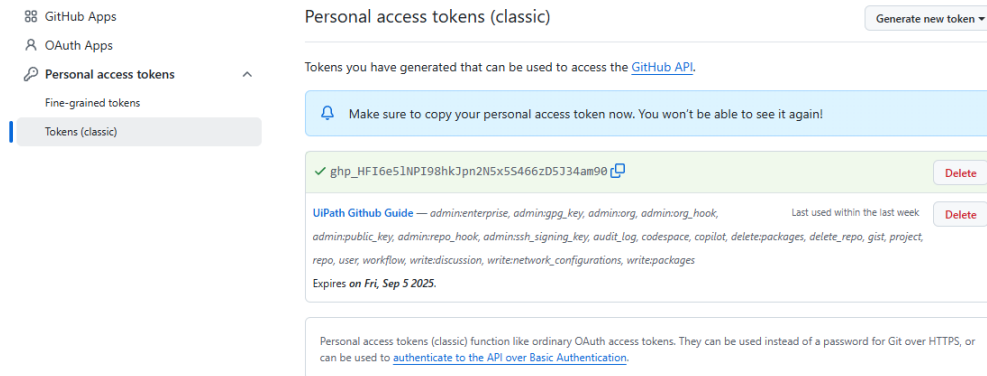 GitHub Apps
OAuth Apps
Personal access tokens
Fine-grained tokens
Tokens (classic)
Personal access tokens (classic)
Generate new token
Tokens you have generated that can be used to access the GitHub API.
Make sure to copy your personal access token now. You won't be able to see it again!
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
Delete
UiPath Github Guide — admin:enterprise, admin:gpg_key, admin:org, admin:org_hook,
Last used within the last week
Delete
admin:public_key, admin:repo_hook, admin:ssh_signing_key, audit_log, codespace, copilot, delete:packages, delete_repo, gist, project,
repo, user, workflow, write:discussion, write:network_configurations, write:packages
Expires on Fri, Sep 5 2025.
Personal access tokens (classic) function like ordinary OAuth access tokens. They can be used instead of a password for Git over HTTPS, or
can be used to authenticate to the API over Basic Authentication.